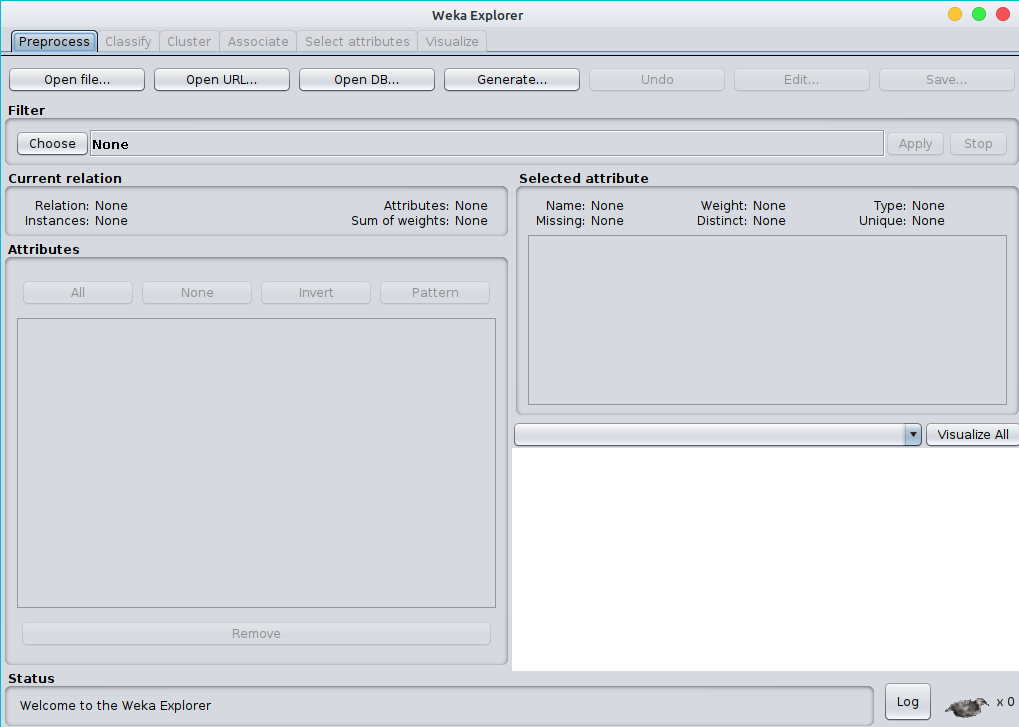 Weka Explorer
Preprocess Classify Cluster Associate Select attributes Visualize
Open file... Open URL... Open DB... Generate... Undo Edit... Save...
Filter
Choose None Apply Stop
Current relation
Relation: None Attributes: None
Instances: None Sum of weights: None
Attributes
All None Invert Pattern
Remove
Selected attribute
Name: None Weight: None Type: None
Missing: None Distinct: None Unique: None
Visualize All
Status
Welcome to the Weka Explorer
Log x 0